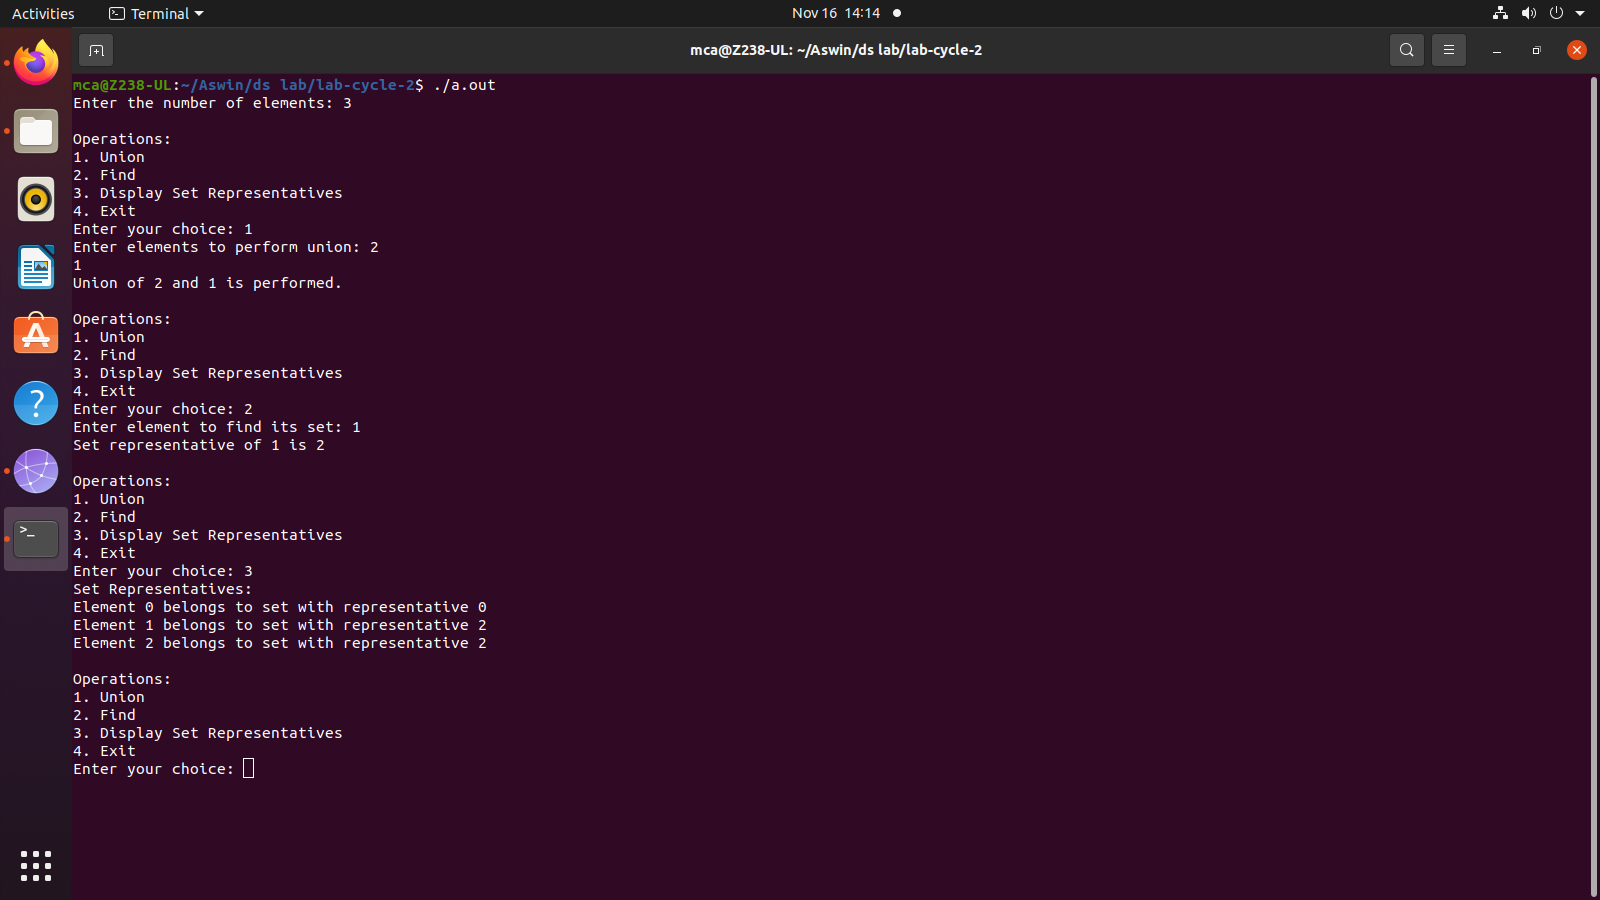 Activities Terminal Nov 16 14:14
mca@Z238-UL: ~/Aswin/ds lab/lab-cycle-2
mca@Z238-UL:~/Aswin/ds lab/lab-cycle-2$ ./a.out
Enter the number of elements: 3
Operations:
1. Union
2. Find
3. Display Set Representatives
4. Exit
Enter your choice: 1
Enter elements to perform union: 2
1
Union of 2 and 1 is performed.
Operations:
1. Union
2. Find
3. Display Set Representatives
4. Exit
Enter your choice: 2
Enter element to find its set: 1
Set representative of 1 is 2
Operations:
1. Union
2. Find
3. Display Set Representatives
4. Exit
Enter your choice: 3
Set Representatives:
Element 0 belongs to set with representative 0
Element 1 belongs to set with representative 2
Element 2 belongs to set with representative 2
Operations:
1. Union
2. Find
3. Display Set Representatives
4. Exit
Enter your choice: